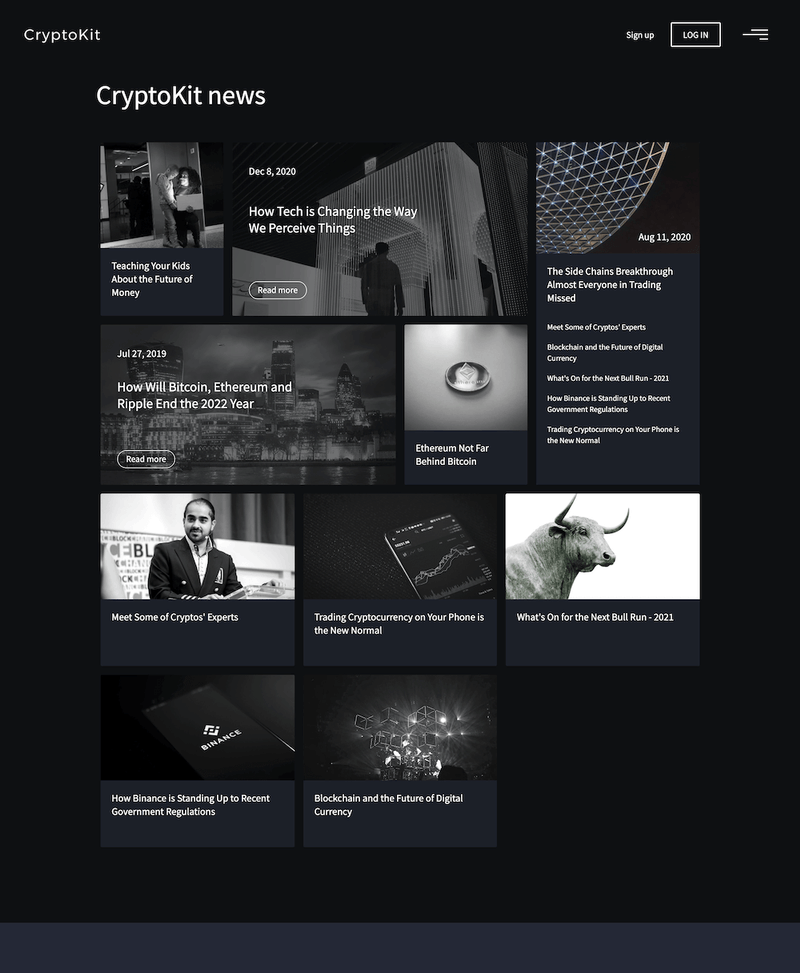 CryptoKit
Sign up
LOG IN
CryptoKit news
Teaching Your Kids
About the Future of
Money
Dec 8, 2020
How Tech is Changing the Way
We Perceive Things
Read more
Aug 11, 2020
The Side Chains Breakthrough
Almost Everyone in Trading
Missed
Meet Some of Cryptos' Experts
Blockchain and the Future of Digital
Currency
What's On for the Next Bull Run - 2021
How Binance is Standing Up to Recent
Government Regulations
Trading Cryptocurrency on Your Phone is
the New Normal
Jul 27, 2019
How Will Bitcoin, Ethereum and
Ripple End the 2022 Year
Read more
Ethereum Not Far
Behind Bitcoin
Meet Some of Cryptos' Experts
Trading Cryptocurrency on Your Phone is
the New Normal
What's On for the Next Bull Run - 2021
BINANCE
How Binance is Standing Up to Recent
Government Regulations
Blockchain and the Future of Digital
Currency